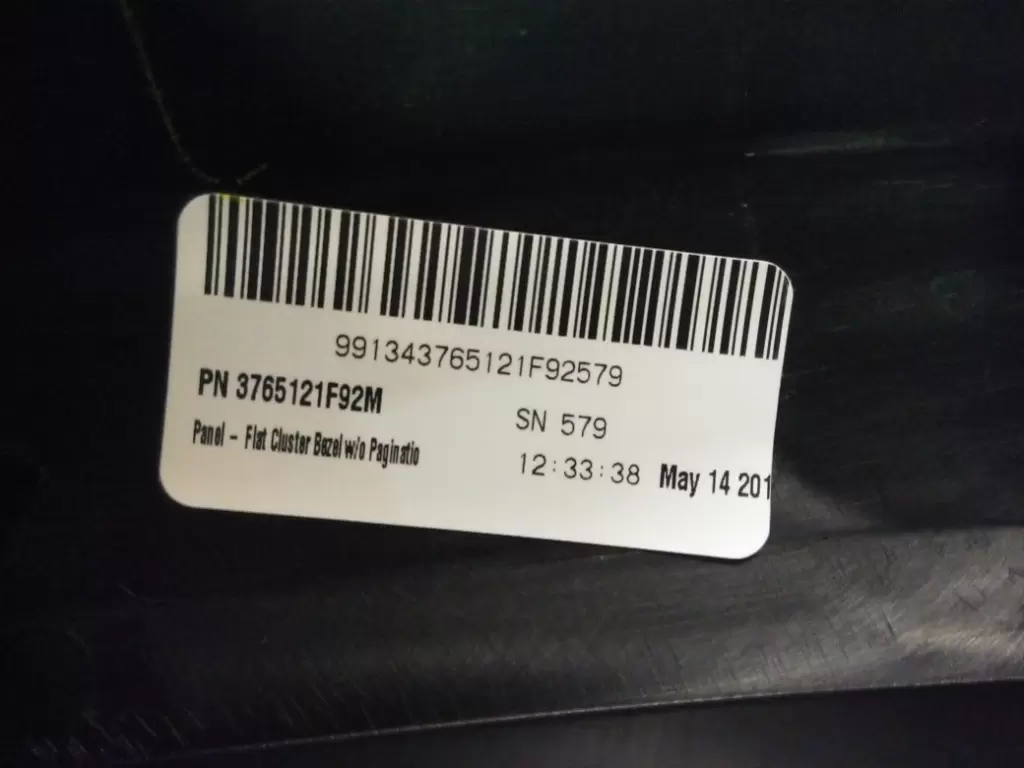 991343765121F92579
PN 3765121F92M
SN 579
Panel - Flat Cluster Bezel w/o Paginatio
12:33:38 May 14 201